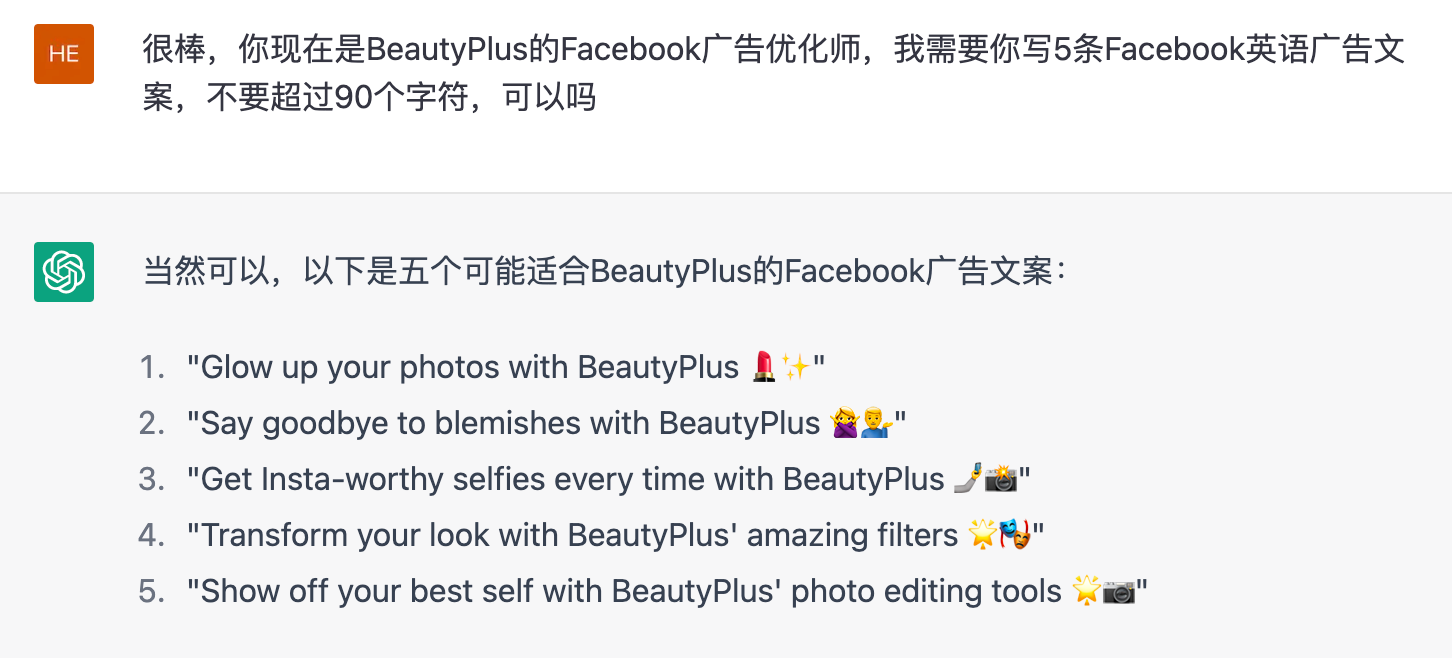 HE
很棒，你现在是BeautyPlus的Facebook广告优化师，我需要你写5条Facebook英语广告文
案，不要超过90个字符，可以吗
当然可以，以下是五个可能适合BeautyPlus的Facebook广告文案：
1. "Glow up your photos with BeautyPlus 💄✨"
2. "Say goodbye to blemishes with BeautyPlus 🙅‍♀️💁‍♂️"
3. "Get Insta-worthy selfies every time with BeautyPlus 🤳📸"
4. "Transform your look with BeautyPlus' amazing filters 🌟🎭"
5. "Show off your best self with BeautyPlus' photo editing tools 🌟📷"